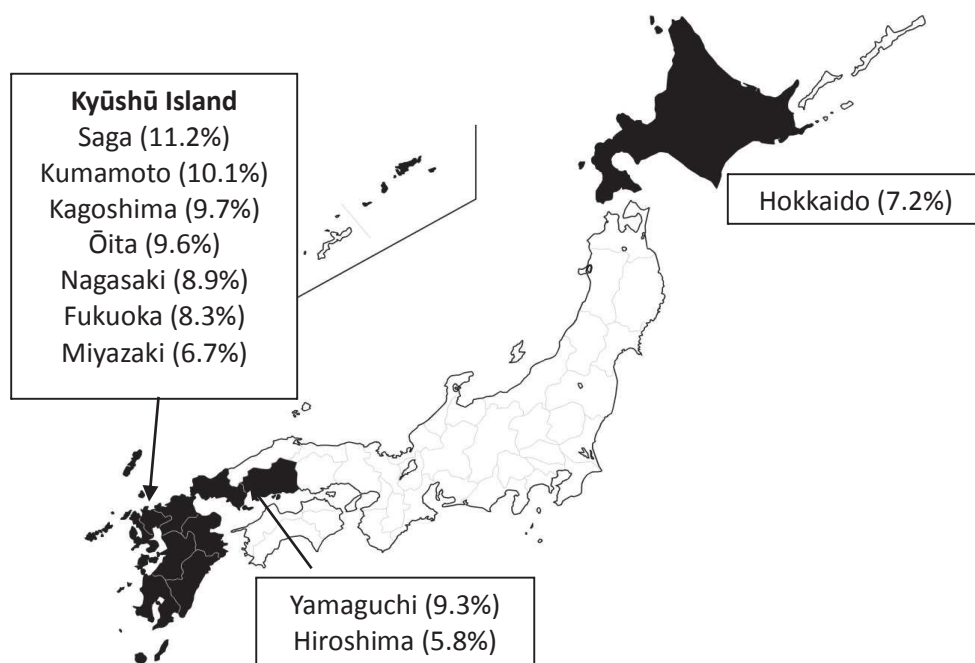 Kyūshū Island
Saga (11.2%)
Kumamoto (10.1%)
Kagoshima (9.7%)
Ōita (9.6%)
Nagasaki (8.9%)
Fukuoka (8.3%)
Miyazaki (6.7%)
Hokkaido (7.2%)
Yamaguchi (9.3%)
Hiroshima (5.8%)